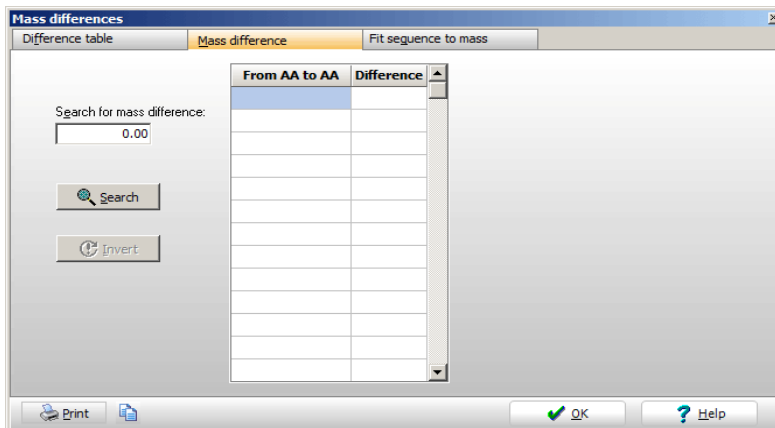 Mass differences
Difference table
Mass difference
Fit sequence to mass
From AA to AA
Difference
Search for mass difference:
0.00
Search
Invert
Print
OK
Help